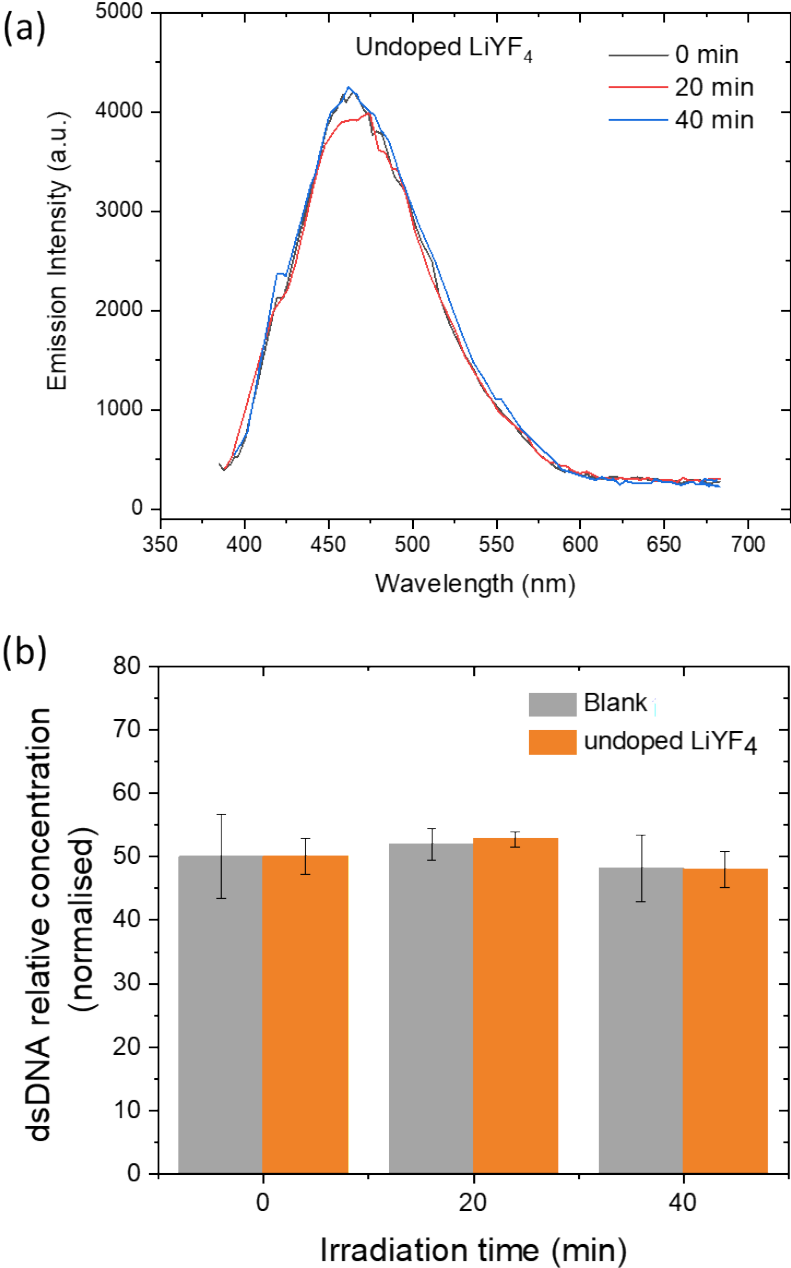 (a)
Undoped LiYF4
0 min
20 min
40 min
Emission Intensity (a.u.)
5000
4000
3000
2000
1000
0
350 400 450 500 550 600 650 700
Wavelength (nm)
(b)
Blank
undoped LiYF4
dsDNA relative concentration
(normalised)
80
70
60
50
40
30
20
10
0
0 20 40
Irradiation time (min)